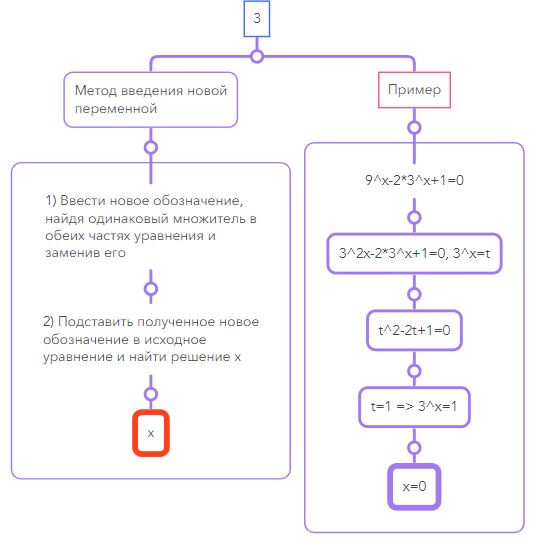 3
Метод введения новой
переменной
Пример
1) Ввести новое обозначение,
найдя одинаковый множитель в
обеих частях уравнения и
заменив его
2) Подставить полученное новое
обозначение в исходное
уравнение и найти решение x
x
9^x-2*3^x+1=0
3^2x-2*3^x+1=0, 3^x=t
t^2-2t+1=0
t=1 => 3^x=1
x=0